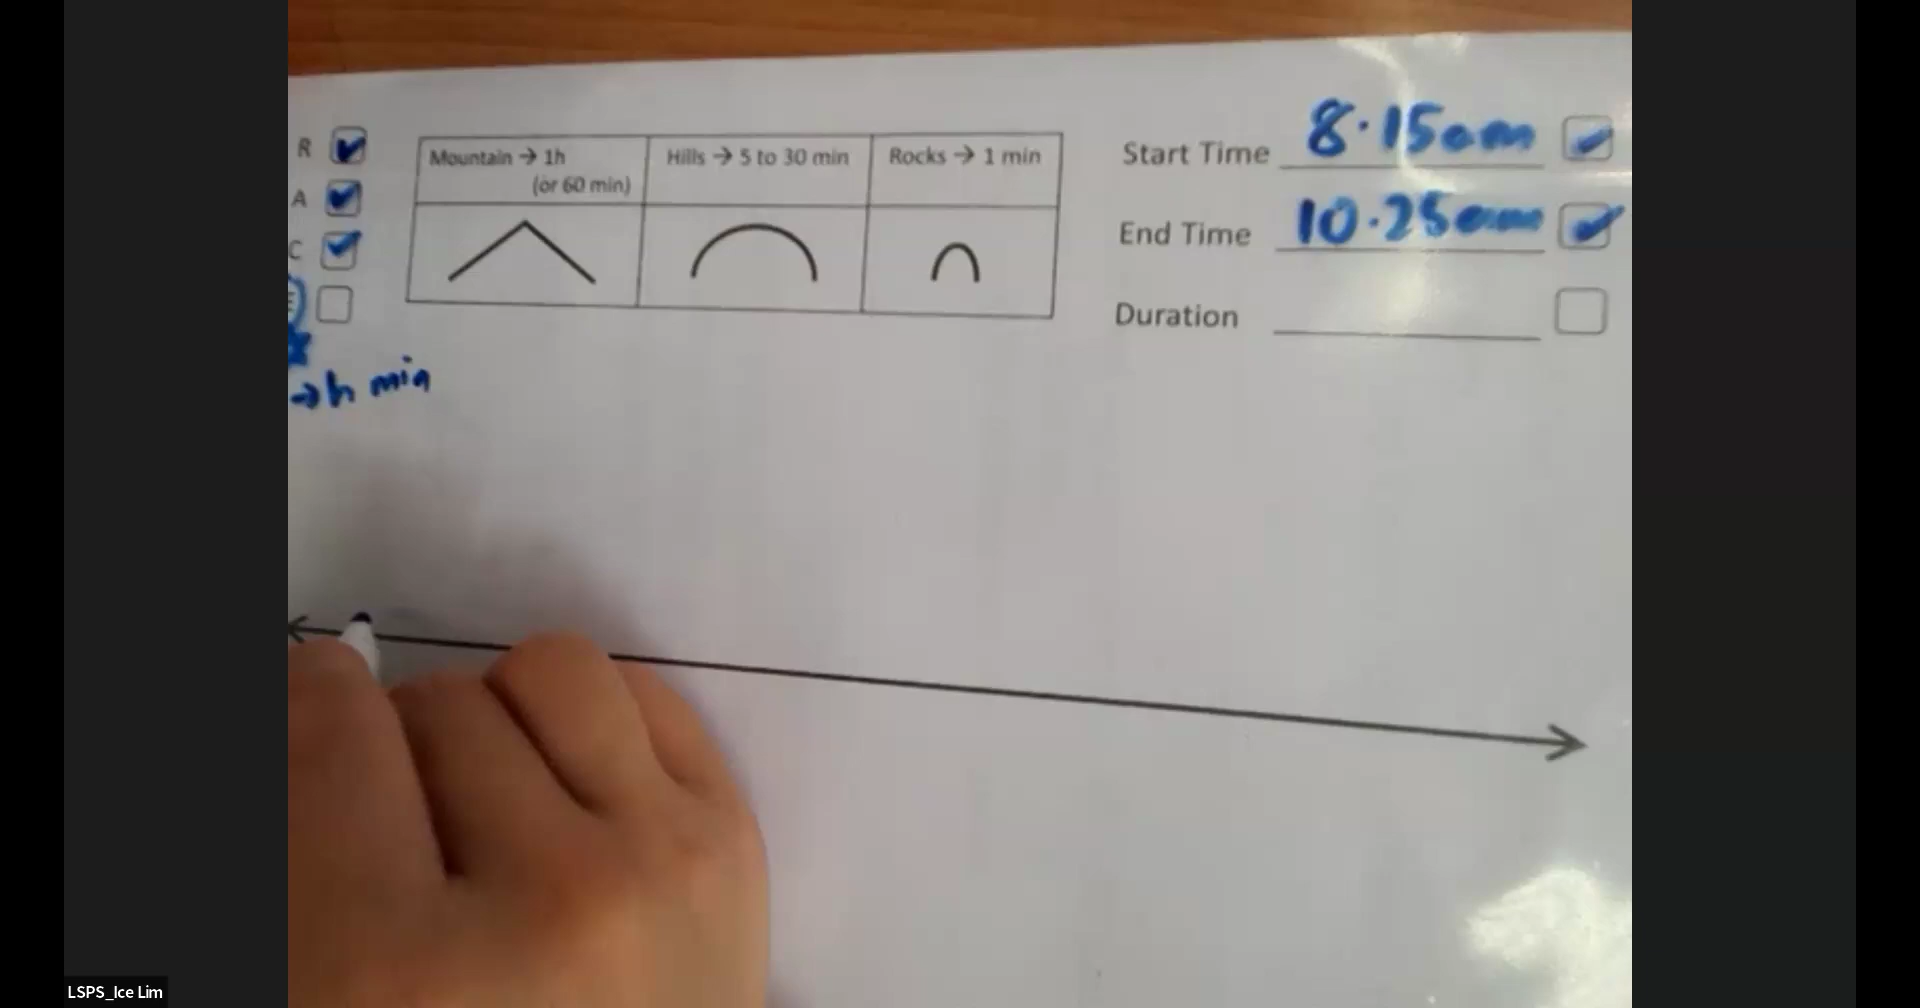 R
A
C
→h min
Mountain → 1h
(or 60 min)
Hills → 5 to 30 min
Rocks → 1 min
Start Time 8.15am
End Time 10.25am
Duration
LSPS_Ice Lim